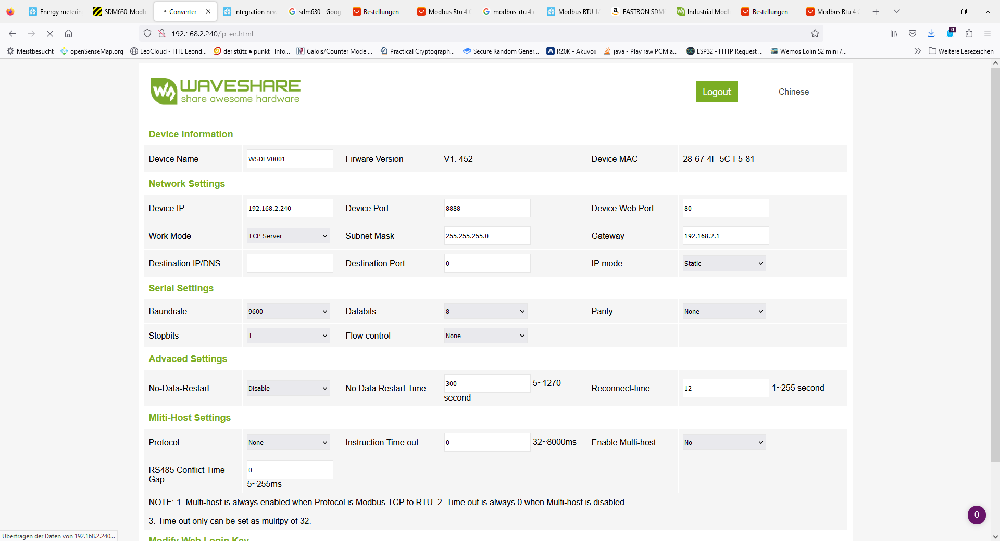 Energy meterin
SDM630-Modb
Converter
Integration new
sdm630 - Goog
Bestellungen
Modbus Rtu 4
modbus-rtu 4 c
Modbus RTU 1/
EASTRON SDM
Industrial Modb
Bestellungen
Modbus Rtu 4
192.168.2.240/ip_en.html
0
Meistbesucht
openSenseMap.org
LeoCloud - HTL Leond...
der stütz • punkt | Info...
Galois/Counter Mode ...
Practical Cryptograph...
Secure Random Gener...
R20K - Akuvox
java - Play raw PCM a...
ESP32 - HTTP Request ...
Wemos Lolin S2 mini /...
Weitere Lesezeichen
WAVESHARE
share awesome hardware
Logout
Chinese
Device Information
Device Name WSDEV0001 Firware Version V1. 452 Device MAC 28-67-4F-5C-F5-81
Network Settings
Device IP 192.168.2.240 Device Port 8888 Device Web Port 80
Work Mode TCP Server Subnet Mask 255.255.255.0 Gateway 192.168.2.1
Destination IP/DNS Destination Port 0 IP mode Static
Serial Settings
Baundrate 9600 Databits 8 Parity None
Stopbits 1 Flow control None
Advaced Settings
No-Data-Restart Disable No Data Restart Time 300 5~1270 second Reconnect-time 12 1~255 second
Mliti-Host Settings
Protocol None Instruction Time out 0 32~8000ms Enable Multi-host No
RS485 Conflict Time Gap 0 5~255ms
NOTE: 1. Multi-host is always enabled when Protocol is Modbus TCP to RTU. 2. Time out is always 0 when Multi-host is disabled.
3. Time out only can be set as mulitpy of 32.
0
Modify Web Login Key
Übertragen der Daten von 192.168.2.240...